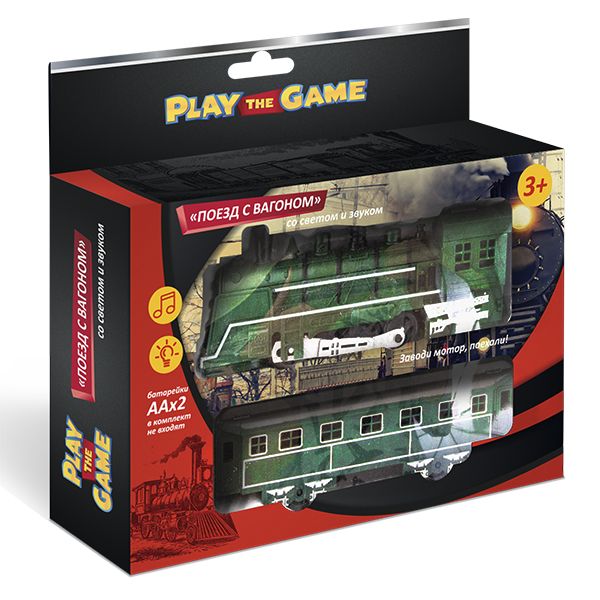 PLAY THE GAME
«ПОЕЗД С ВАГОНОМ»
со светом и звуком
3+
Заводи мотор, поехали!
батарейки
ААх2
в комплект
не входят
«ПОЕЗД С ВАГОНОМ»
со светом и звуком
PLAY
THE
GAME